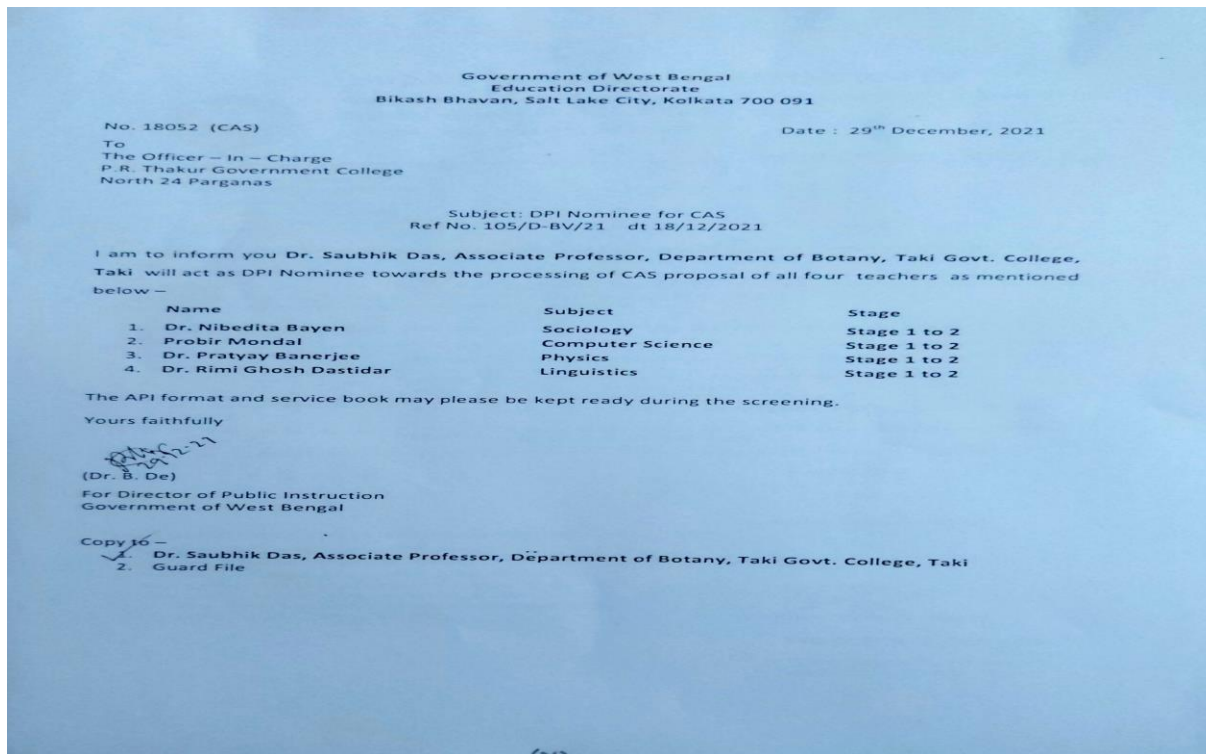 Government of West Bengal
Education Directorate
Bikash Bhavan, Salt Lake City, Kolkata 700 091
No. 18052 (CAS)
Date : 29th December, 2021
To
The Officer – In – Charge
P.R. Thakur Government College
North 24 Parganas
Subject: DPI Nominee for CAS
Ref No. 105/D-BV/21 dt 18/12/2021
I am to inform you Dr. Saubhik Das, Associate Professor, Department of Botany, Taki Govt. College,
Taki will act as DPI Nominee towards the processing of CAS proposal of all four teachers as mentioned
below –
Name Subject Stage
1. Dr. Nibedita Bayen Sociology Stage 1 to 2
2. Probir Mondal Computer Science Stage 1 to 2
3. Dr. Pratyay Banerjee Physics Stage 1 to 2
4. Dr. Rimi Ghosh Dastidar Linguistics Stage 1 to 2
The API format and service book may please be kept ready during the screening.
Yours faithfully
29-12-21
(Dr. B. De)
For Director of Public Instruction
Government of West Bengal
Copy to –
1. Dr. Saubhik Das, Associate Professor, Department of Botany, Taki Govt. College, Taki
2. Guard File